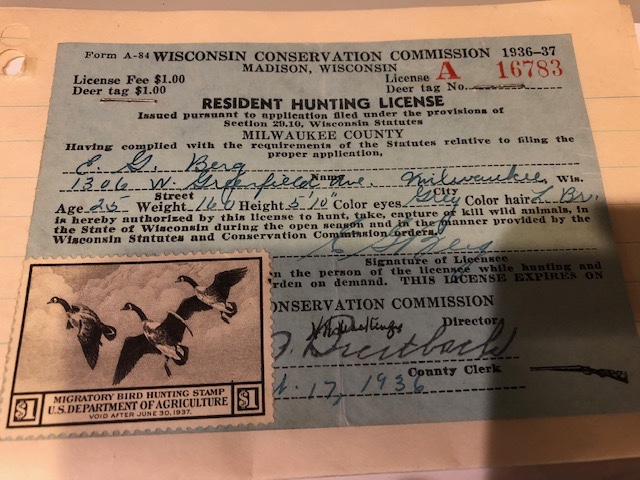 Form A-84 WISCONSIN CONSERVATION COMMISSION 1936-37
MADISON, WISCONSIN
License Fee $1.00 License A 16783
Deer tag $1.00 Deer tag No.
RESIDENT HUNTING LICENSE
Issued pursuant to application filed under the provisions of
Section 29.10, Wisconsin Statutes
MILWAUKEE COUNTY
Having complied with the requirements of the Statutes relative to filing the
proper application,
E. G. Berg
Name
1306 W. Greenfield Ave. Milwaukee, Wis.
Street City
Age 25 Weight 160 Height 5 10 Color eyes Grey Color hair L Br.
is hereby authorized by this license to hunt, take, capture or kill wild animals, in
the State of Wisconsin during the open season and in the manner provided by the
Wisconsin Statutes and Conservation Commission orders.
E G Berg
Signature of Licensee
on the person of the licensee while hunting and
warden on demand. THIS LICENSE EXPIRES ON
CONSERVATION COMMISSION
Director
County Clerk
17, 1936
MIGRATORY BIRD HUNTING STAMP
$1 U.S. DEPARTMENT OF AGRICULTURE $1
VOID AFTER JUNE 30, 1937.